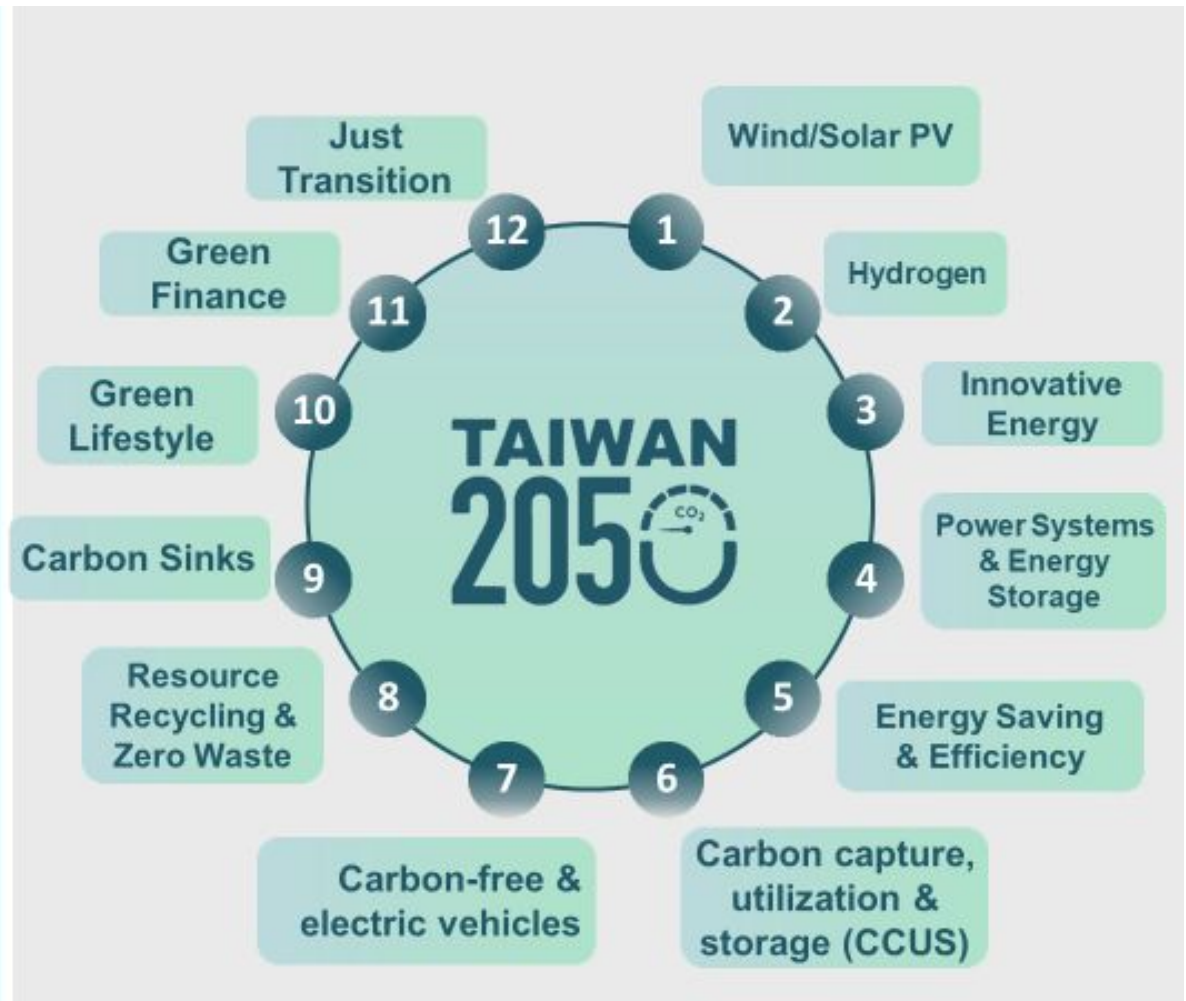 TAIWAN
2050
CO₂
1
Wind/Solar PV
2
Hydrogen
3
Innovative
Energy
4
Power Systems
& Energy
Storage
5
Energy Saving
& Efficiency
6
Carbon capture,
utilization &
storage (CCUS)
7
Carbon-free &
electric vehicles
8
Resource
Recycling &
Zero Waste
9
Carbon Sinks
10
Green
Lifestyle
11
Green
Finance
12
Just
Transition